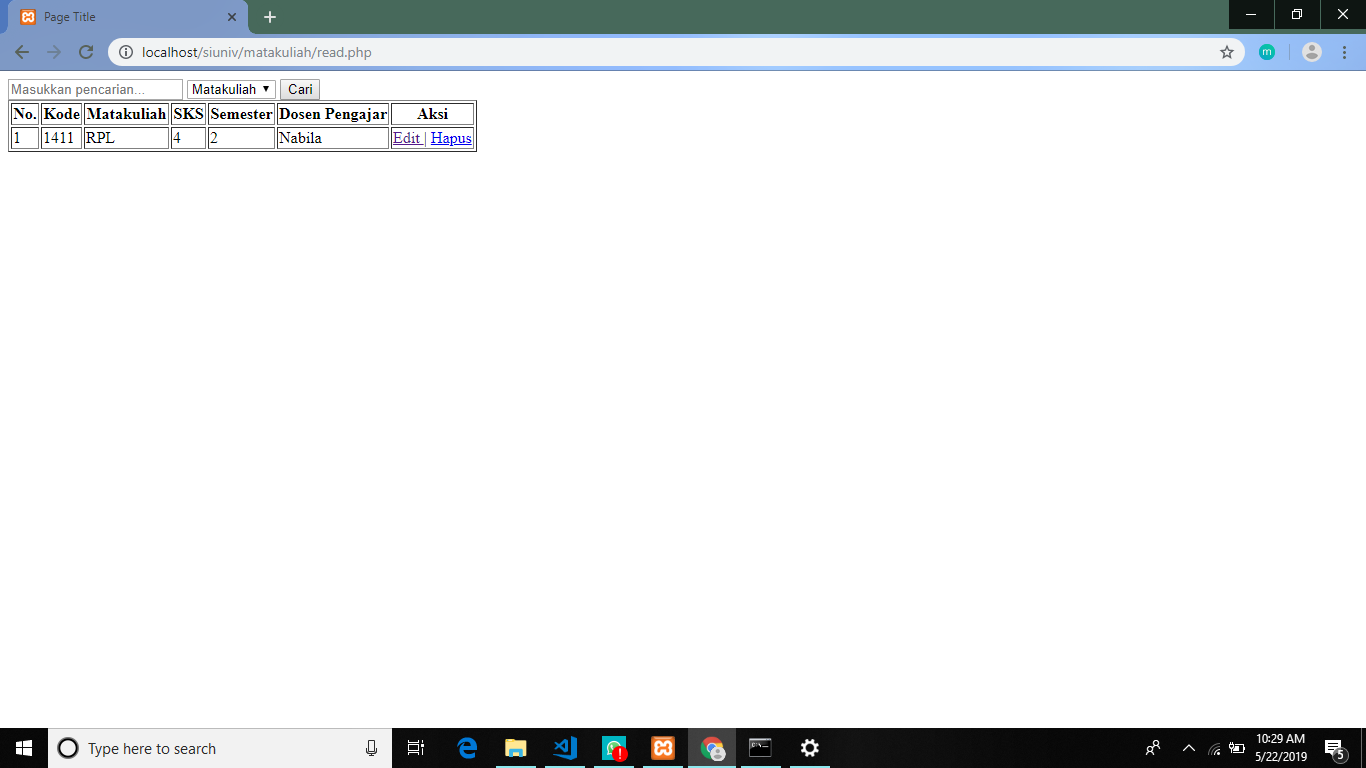 Page Title
localhost/siuniv/matakuliah/read.php
m
Masukkan pencarian... Matakuliah Cari
No. Kode Matakuliah SKS Semester Dosen Pengajar Aksi
1 1411 RPL 4 2 Nabila Edit | Hapus
Type here to search
10:29 AM
5/22/2019
5